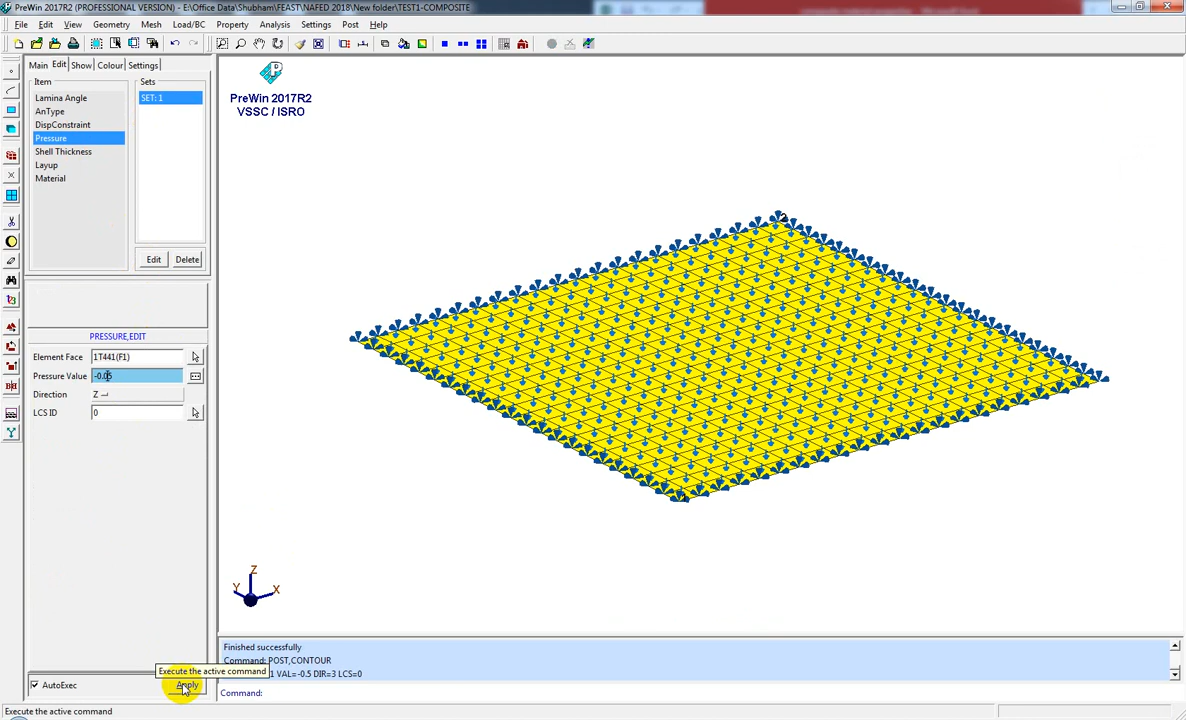 PreWin 2017R2 (PROFESSIONAL VERSION) - E:\Office Data\Shubham\FEAST\NAFED 2018\New folder\TEST1-COMPOSITE
File Edit View Geometry Mesh Load/BC Property Analysis Settings Post Help
Main Edit Show Colour Settings
Item Sets
Lamina Angle SET: 1
AnType
DispConstraint
Pressure
Shell Thickness
Layup
Material
Edit Delete
PreWin 2017R2
VSSC / ISRO
PRESSURE,EDIT
Element Face 1T441(F1)
Pressure Value -0.05
Direction Z
LCS ID 0
Z
Y X
Finished successfully
Command: POST,CONTOUR
1 VAL=-0.5 DIR=3 LCS=0
Execute the active command
AutoExec Apply
Command:
Execute the active command